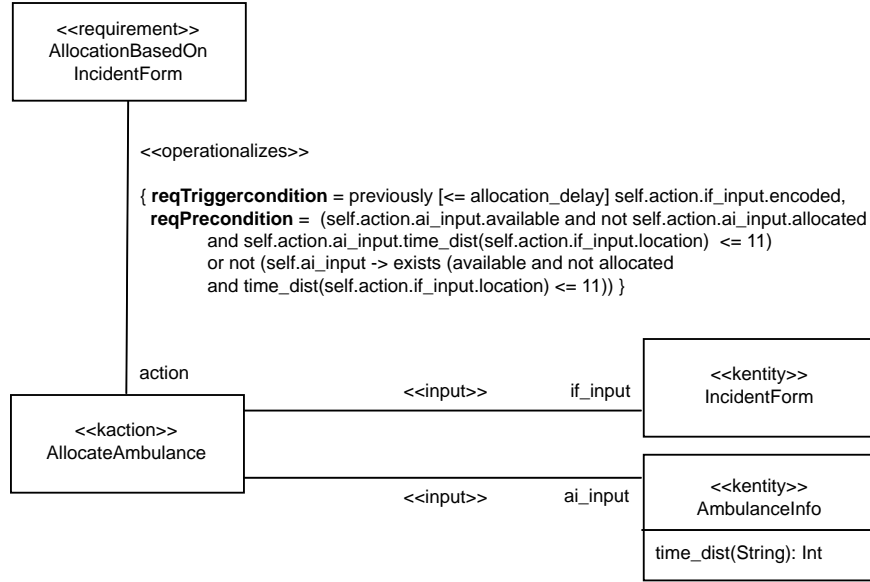 <<requirement>>
AllocationBasedOn
IncidentForm
<<operationalizes>>
{ reqTriggercondition = previously [<= allocation_delay] self.action.if_input.encoded,
reqPrecondition = (self.action.ai_input.available and not self.action.ai_input.allocated
and self.action.ai_input.time_dist(self.action.if_input.location) <= 11)
or not (self.ai_input -> exists (available and not allocated
and time_dist(self.action.if_input.location) <= 11)) }
action
<<input>>
if_input
<<kentity>>
IncidentForm
<<kaction>>
AllocateAmbulance
<<input>>
ai_input
<<kentity>>
AmbulanceInfo
time_dist(String): Int